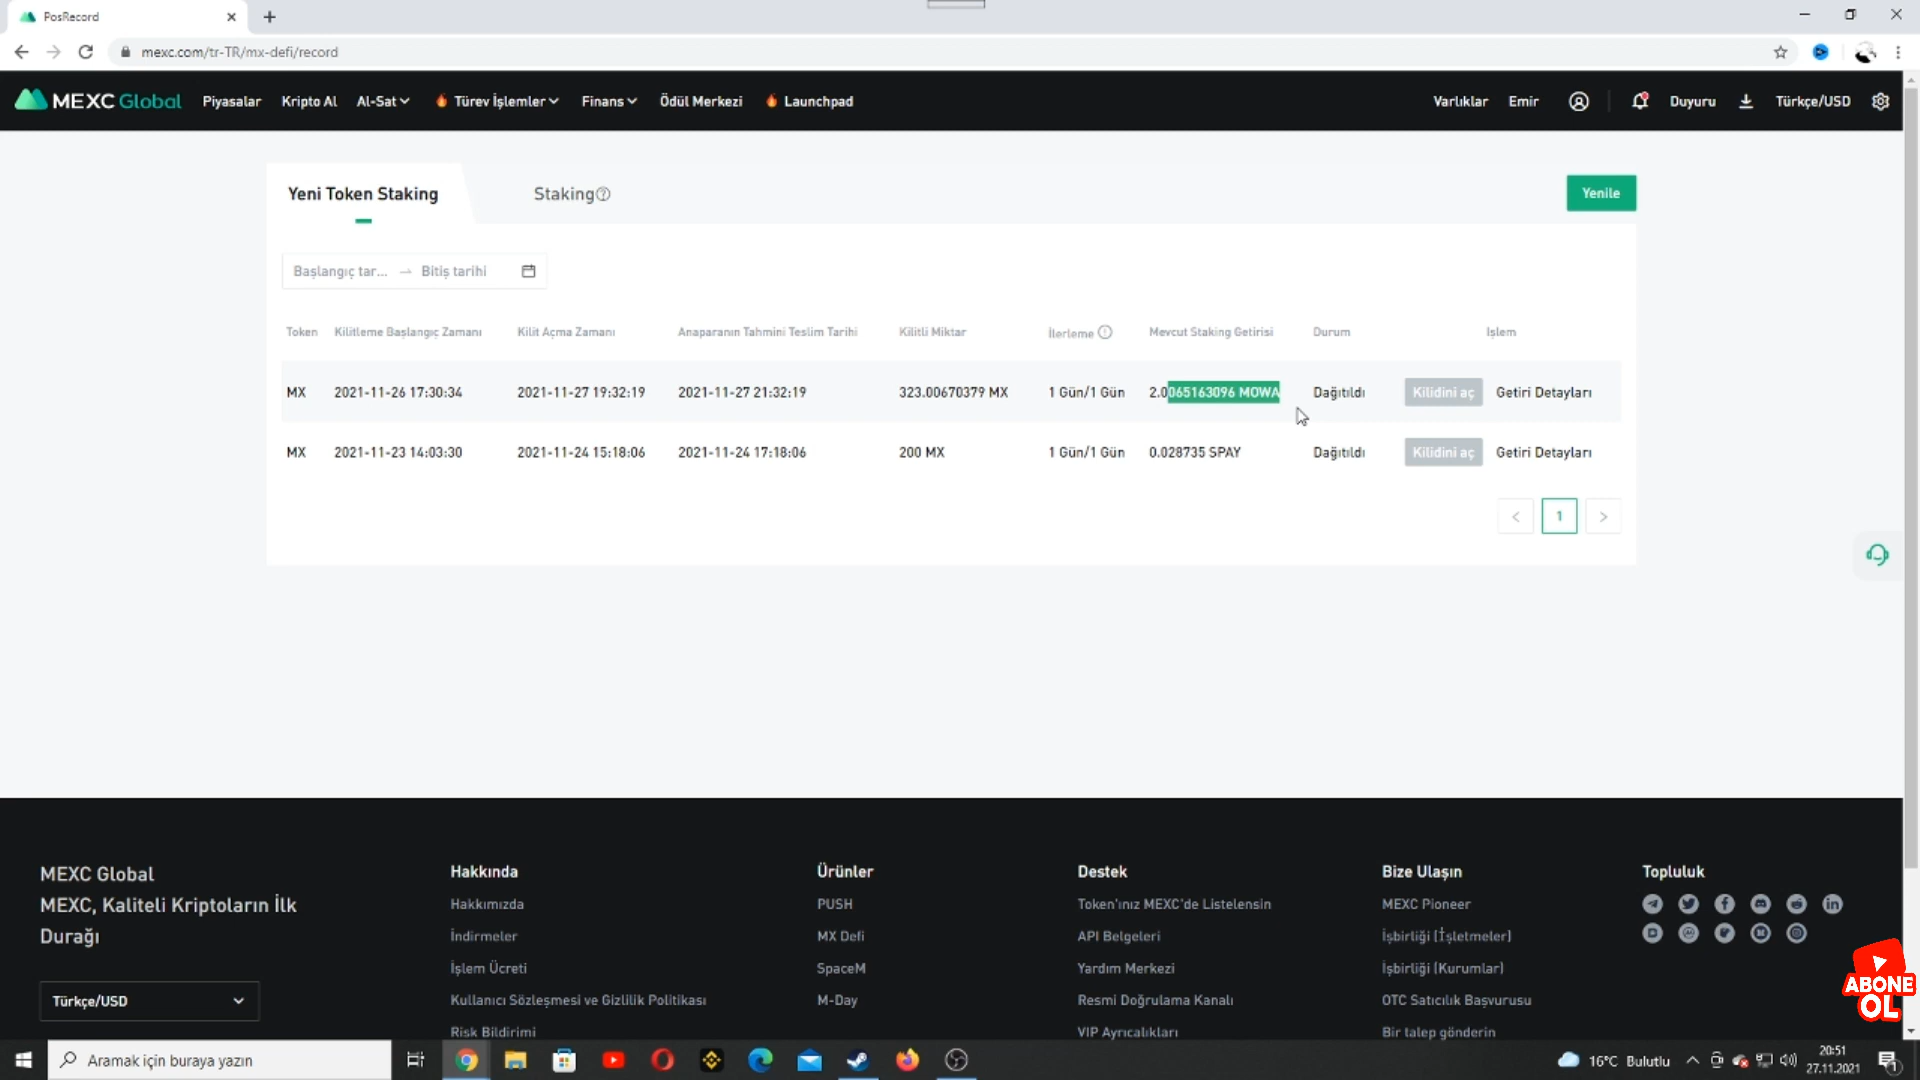 PosRecord
mexc.com/tr-TR/mx-defi/record
MEXC Global Piyasalar Kripto Al Al-Sat Türev İşlemler Finans Ödül Merkezi Launchpad Varlıklar Emir Duyuru Türkçe/USD
Yeni Token Staking Staking Yenile
Başlangıç tar... → Bitiş tarihi
Token Kilitleme Başlangıç Zamanı Kilit Açma Zamanı Anaparanın Tahmini Teslim Tarihi Kilitli Miktar İlerleme Mevcut Staking Getirisi Durum İşlem
MX 2021-11-26 17:30:34 2021-11-27 19:32:19 2021-11-27 21:32:19 323.00670379 MX 1 Gün/1 Gün 2.0065163096 MOWA Dağıtıldı Kilidini aç Getiri Detayları
MX 2021-11-23 14:03:30 2021-11-24 15:18:06 2021-11-24 17:18:06 200 MX 1 Gün/1 Gün 0.028735 SPAY Dağıtıldı Kilidini aç Getiri Detayları
< 1 >
MEXC Global
MEXC, Kaliteli Kriptoların İlk
Durağı
Türkçe/USD
Hakkında
Hakkımızda
İndirmeler
İşlem Ücreti
Kullanıcı Sözleşmesi ve Gizlilik Politikası
Risk Bildirimi
Ürünler
PUSH
MX Defi
SpaceM
M-Day
Destek
Token'ınız MEXC'de Listelensin
API Belgeleri
Yardım Merkezi
Resmi Doğrulama Kanalı
VIP Ayrıcalıkları
Bize Ulaşın
MEXC Pioneer
İşbirliği (İşletmeler)
İşbirliği (Kurumlar)
OTC Satıcılık Başvurusu
Bir talep gönderin
Topluluk
ABONE
OL
Aramak için buraya yazın
16°C Bulutlu
20:51
27.11.2021
1